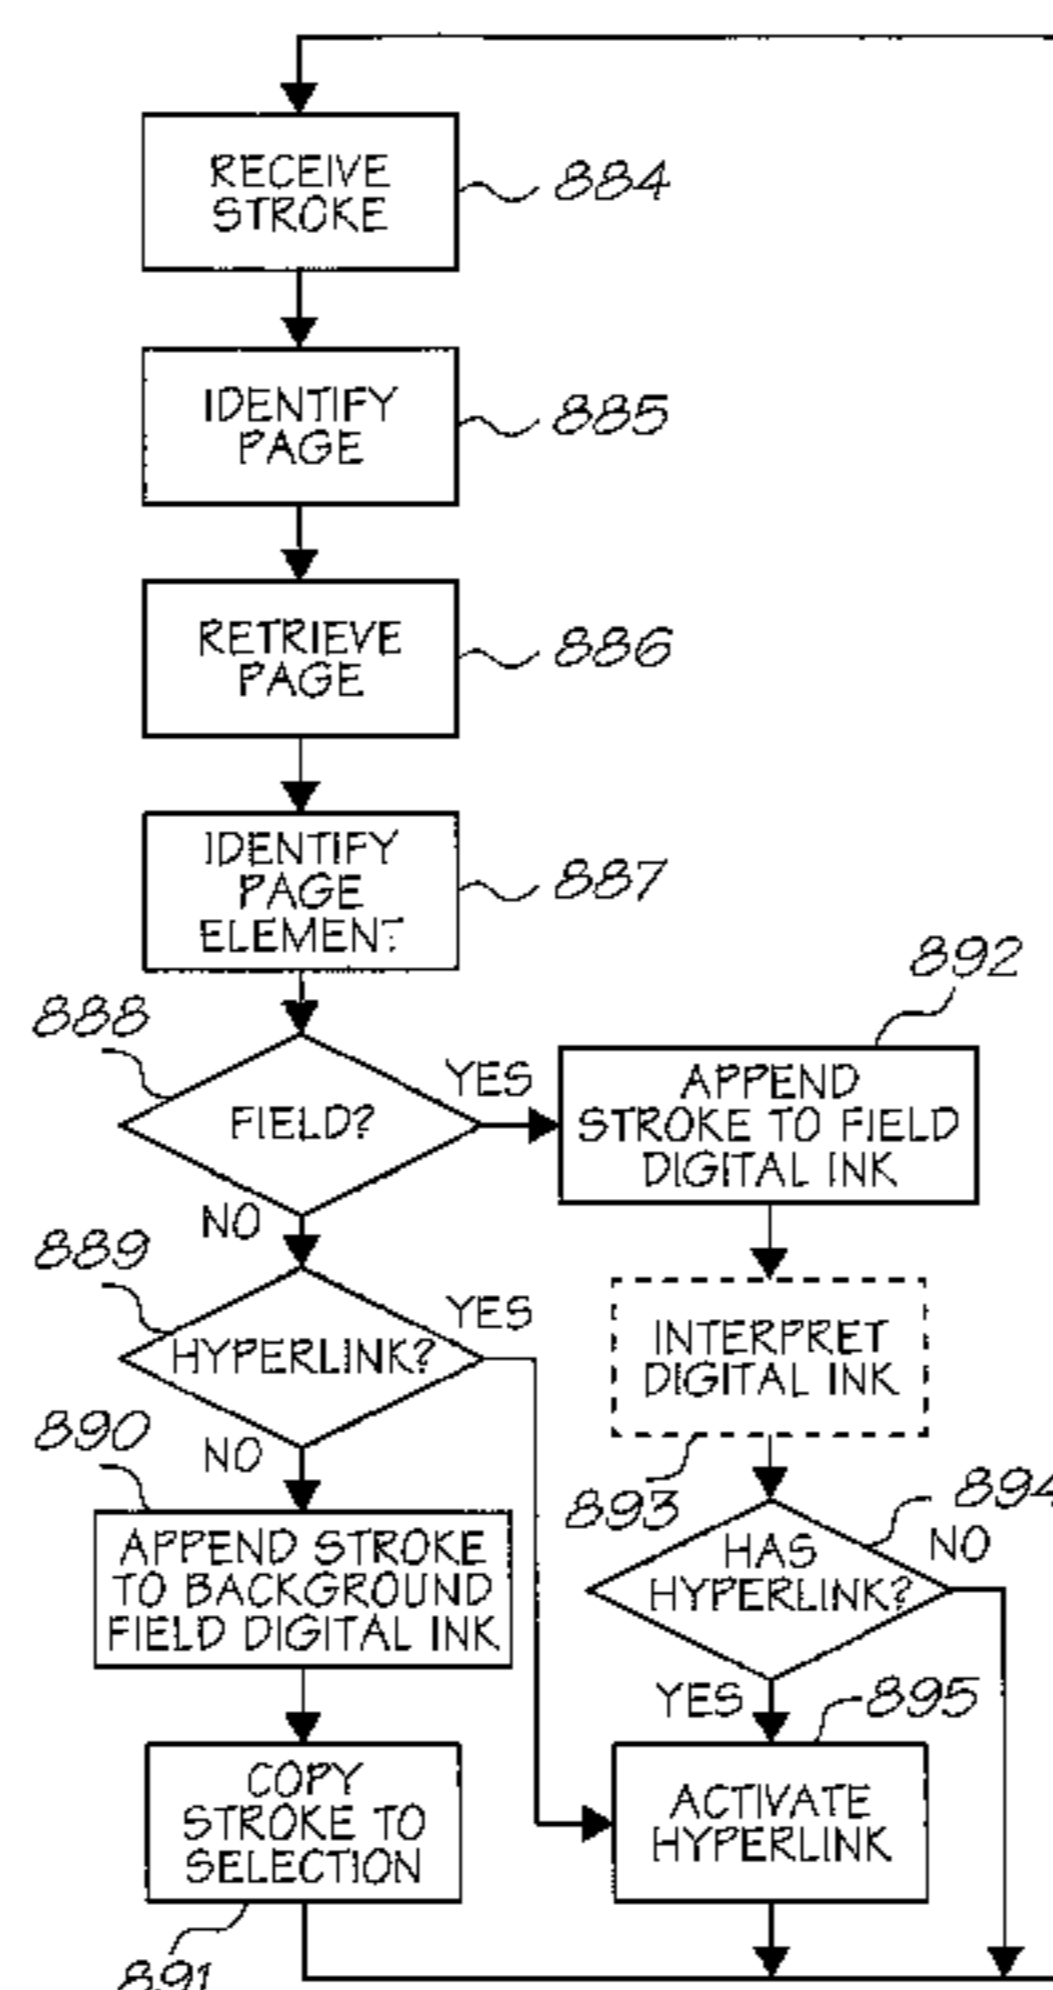 RECEIVE
STROKE
884
IDENTIFY
PAGE
885
RETRIEVE
PAGE
886
IDENTIFY
PAGE
ELEMENT
887
888
FIELD?
YES
NO
892
APPEND
STROKE TO FIELD
DIGITAL INK
889
HYPERLINK?
YES
NO
INTERPRET
DIGITAL INK
893
890
APPEND STROKE
TO BACKGROUND
FIELD DIGITAL INK
894
HAS
HYPERLINK?
NO
YES
COPY
STROKE TO
SELECTION
891
895
ACTIVATE
HYPERLINK